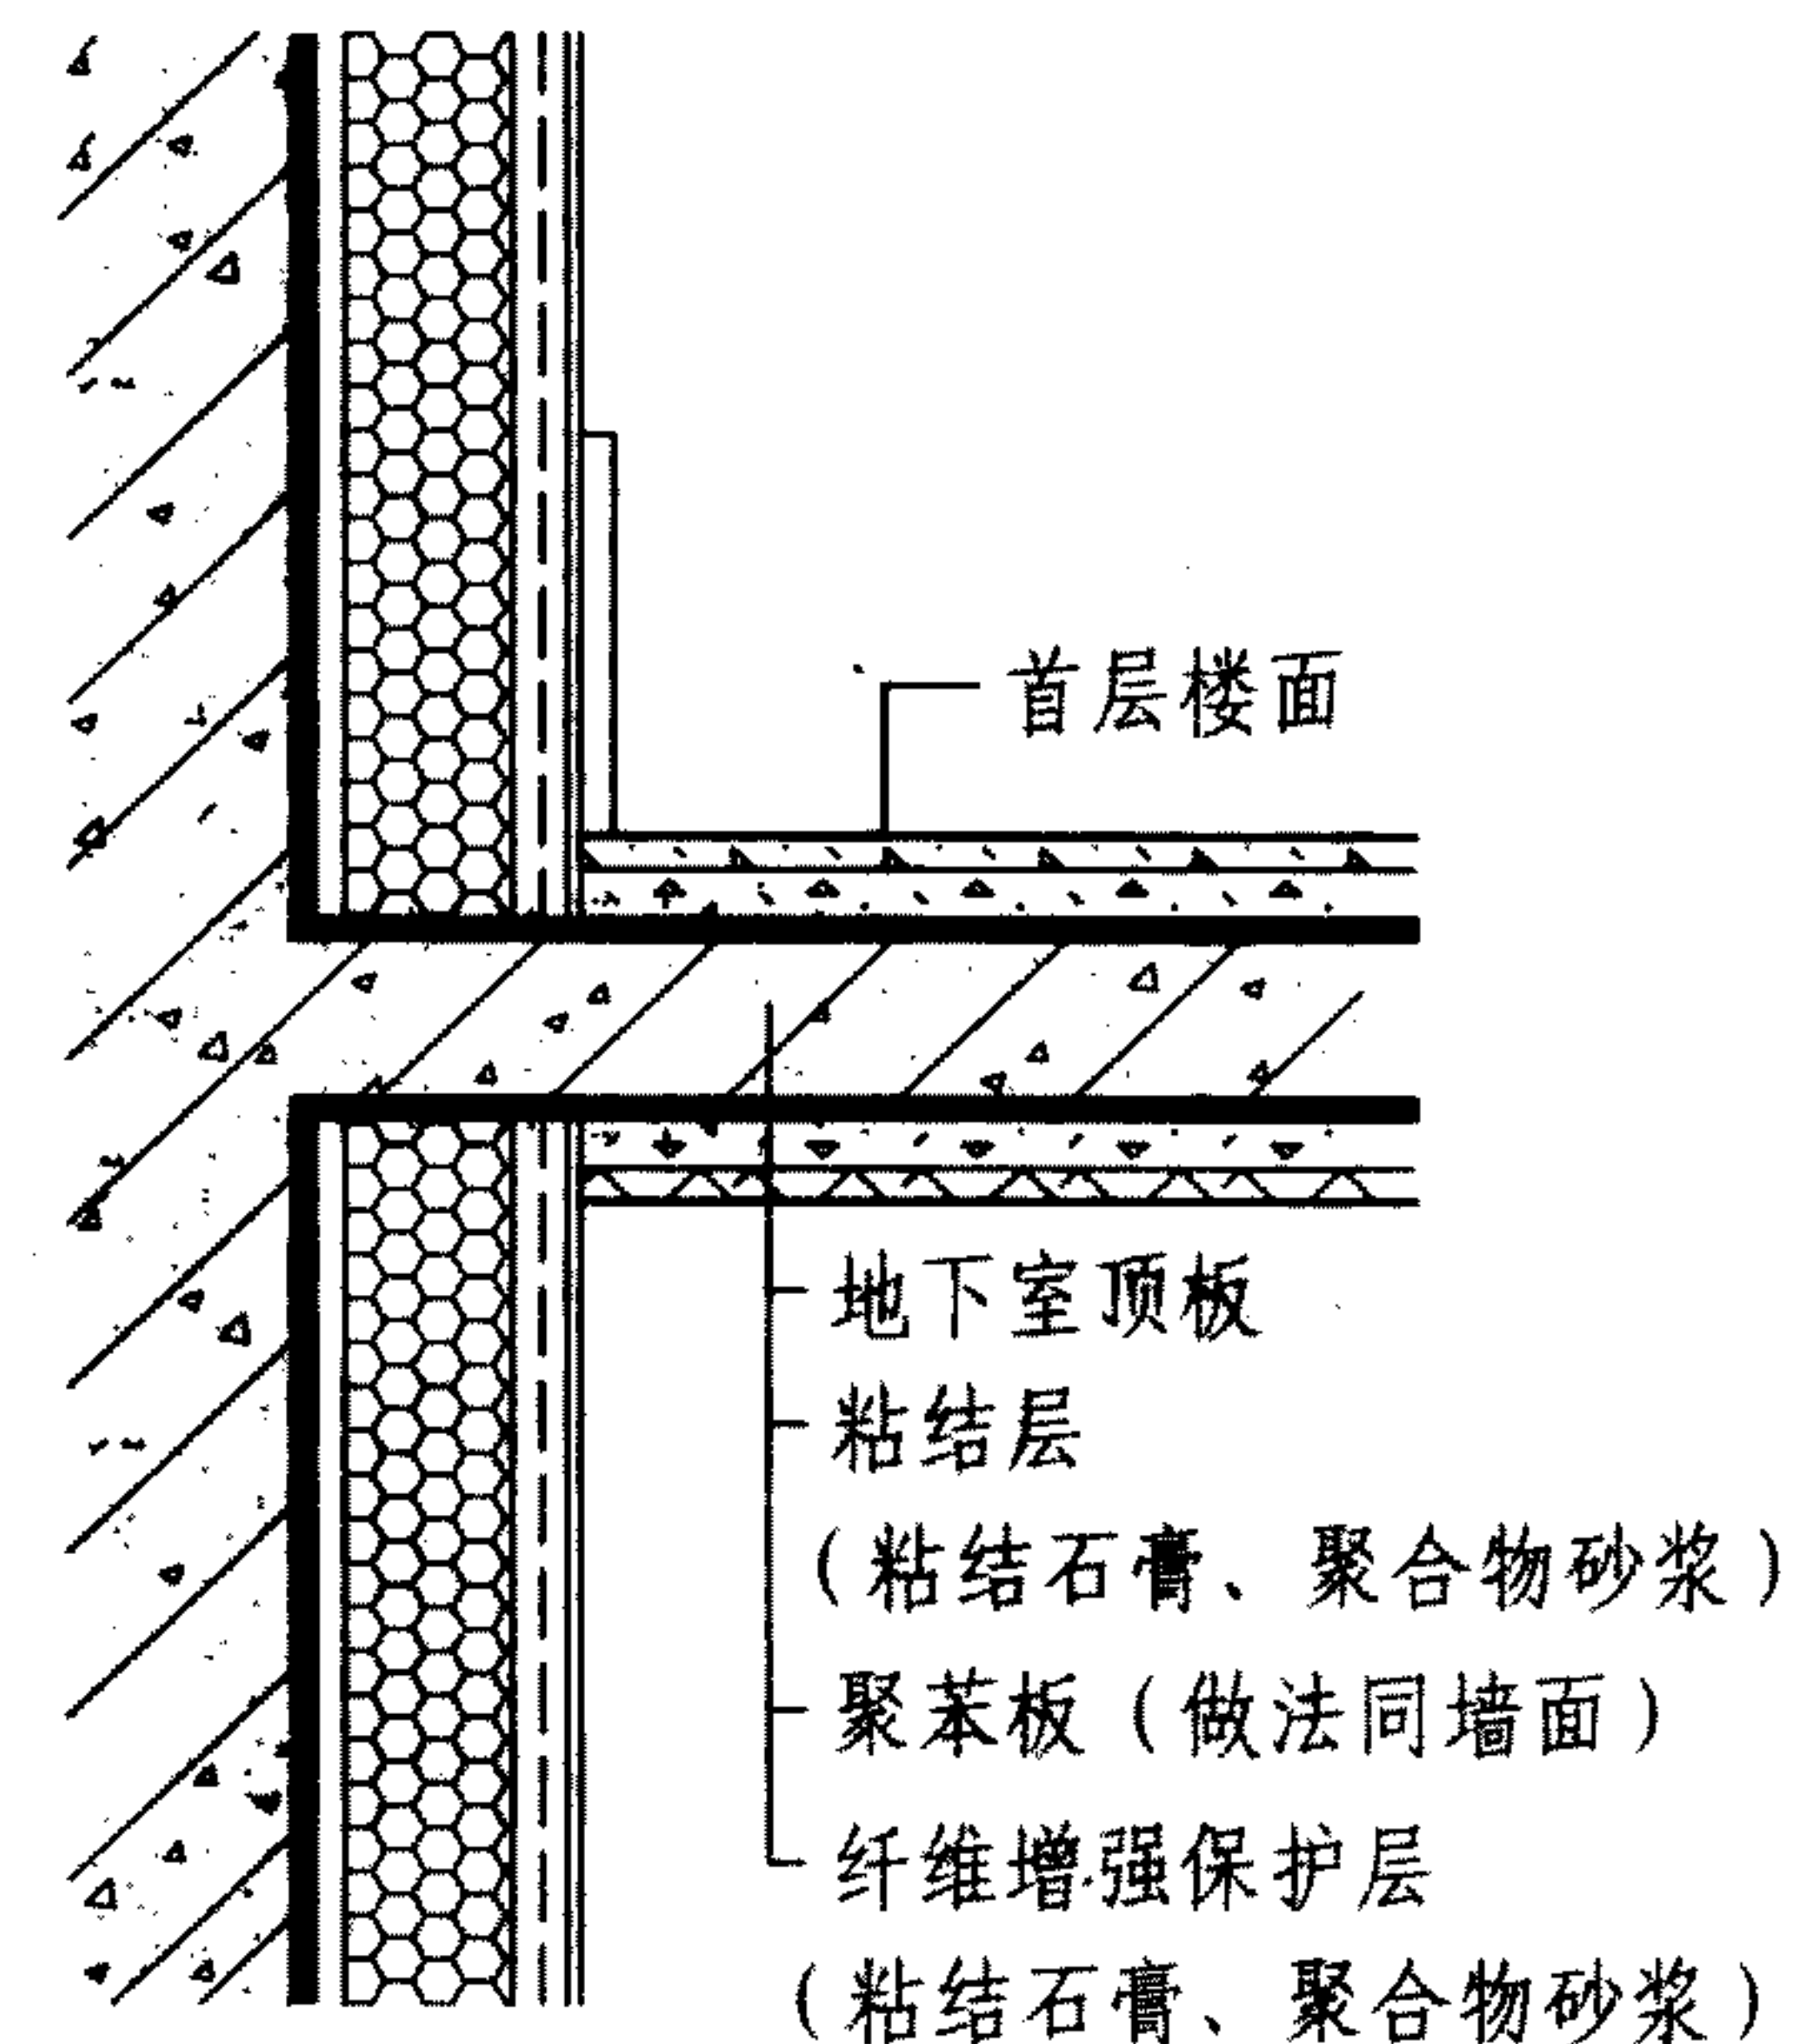 首层楼面
地下室顶板
粘结层
（粘结石膏、聚合物砂浆）
聚苯板（做法同墙面）
纤维增强保护层
（粘结石膏、聚合物砂浆）